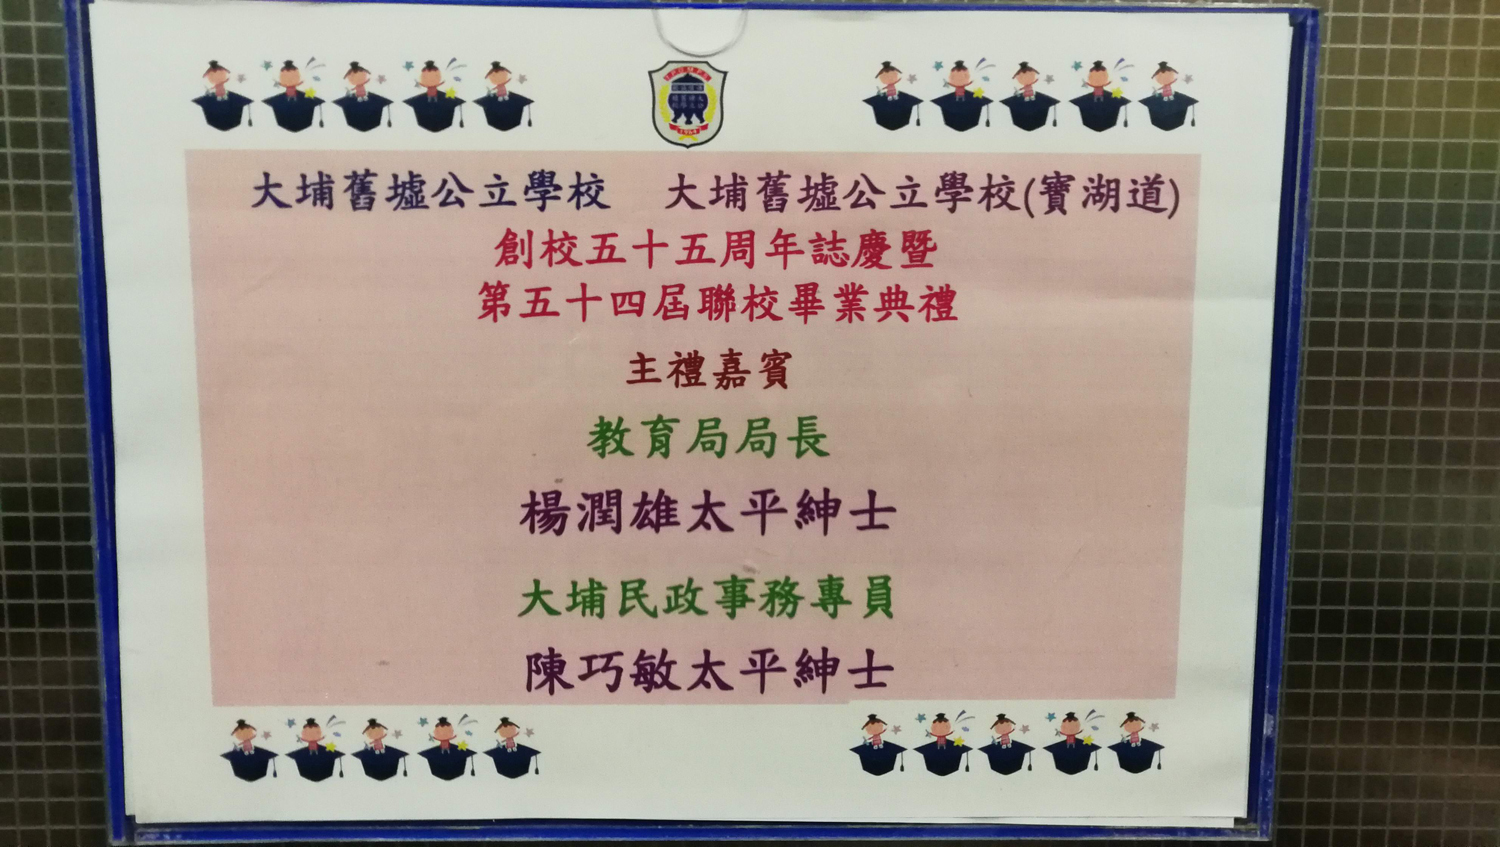 大埔舊墟公立學校 大埔舊墟公立學校(寶湖道)
創校五十五周年誌慶暨
第五十四屆聯校畢業典禮
主禮嘉賓
教育局局長
楊潤雄太平紳士
大埔民政事務專員
陳巧敏太平紳士